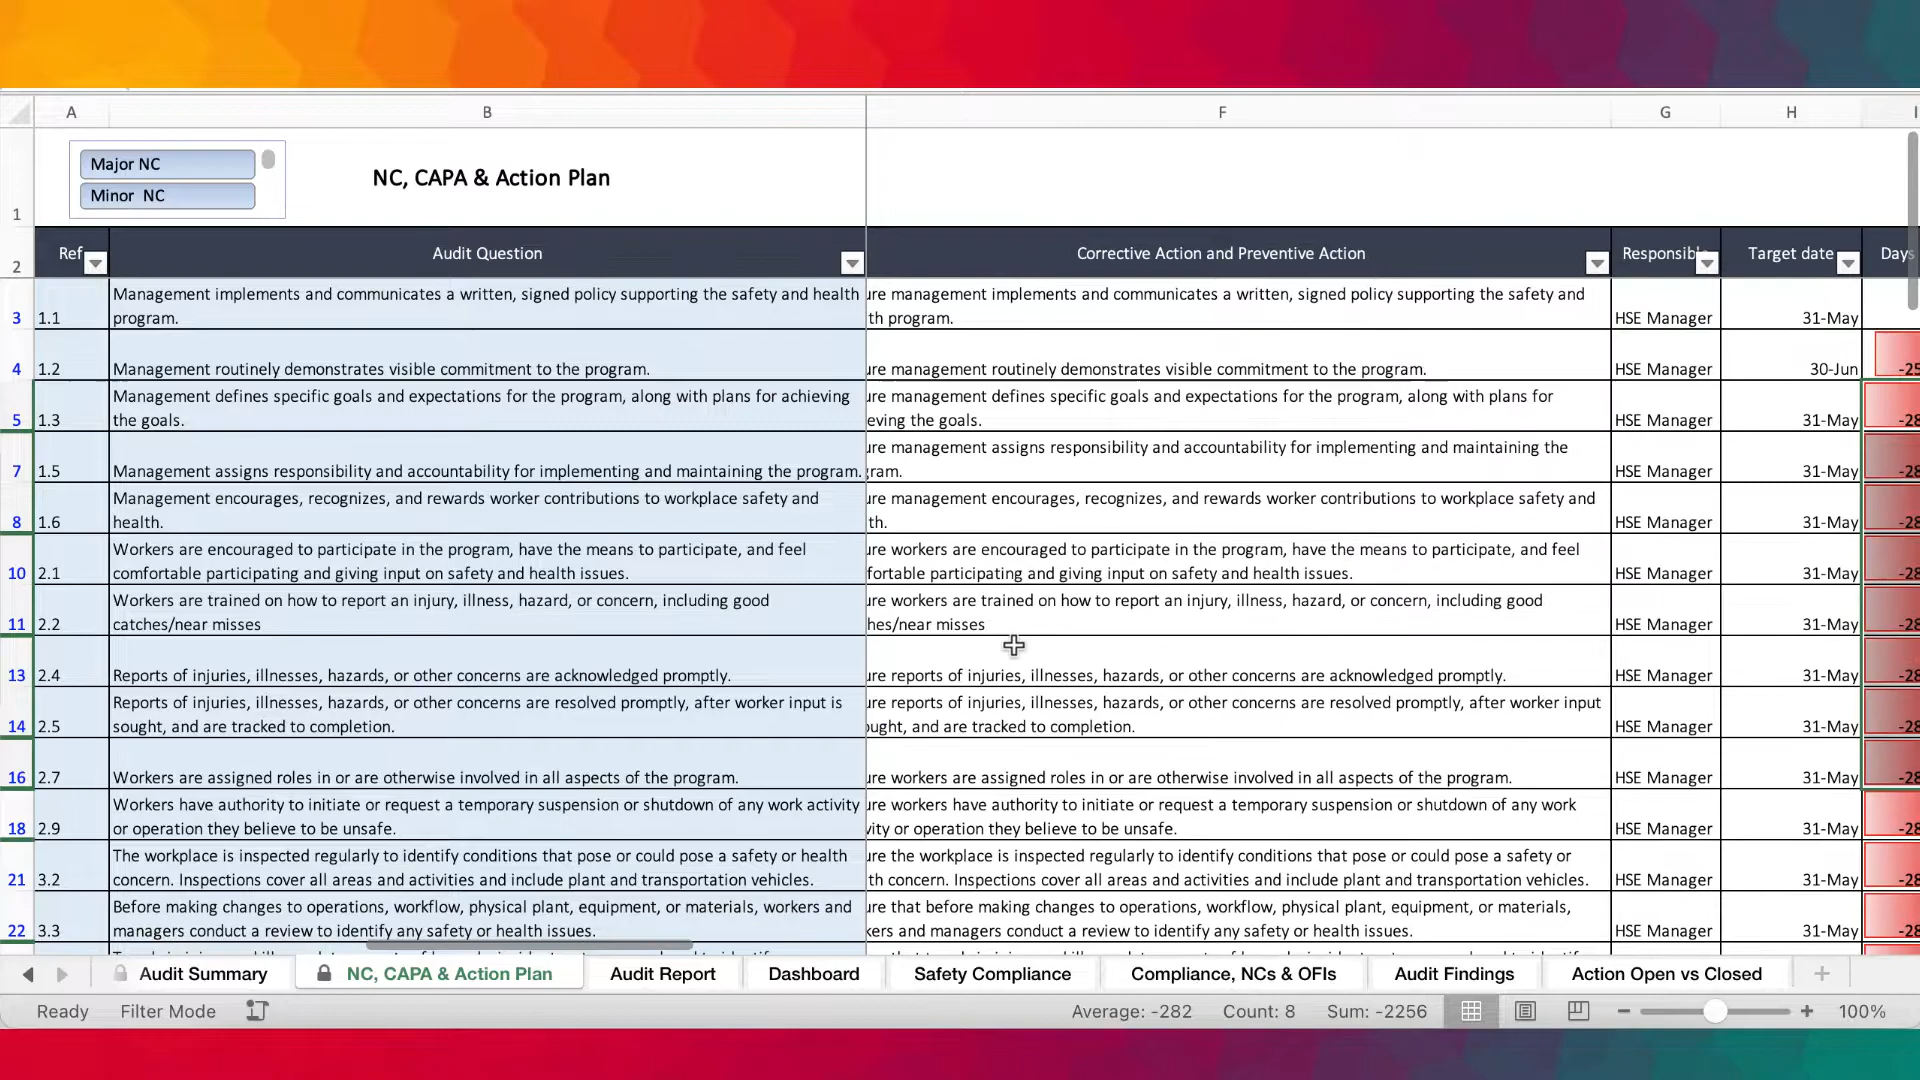 A B F G H I
Major NC
Minor NC
NC, CAPA & Action Plan
1
2 Ref Audit Question Corrective Action and Preventive Action Responsib Target date Days
Management implements and communicates a written, signed policy supporting the safety and health ure management implements and communicates a written, signed policy supporting the safety and
3 1.1 program. th program. HSE Manager 31-May
4 1.2 Management routinely demonstrates visible commitment to the program. ure management routinely demonstrates visible commitment to the program. HSE Manager 30-Jun -25
Management defines specific goals and expectations for the program, along with plans for achieving ure management defines specific goals and expectations for the program, along with plans for
5 1.3 the goals. eving the goals. HSE Manager 31-May -28
ure management assigns responsibility and accountability for implementing and maintaining the
7 1.5 Management assigns responsibility and accountability for implementing and maintaining the program. gram. HSE Manager 31-May -28
Management encourages, recognizes, and rewards worker contributions to workplace safety and ure management encourages, recognizes, and rewards worker contributions to workplace safety and
8 1.6 health. th. HSE Manager 31-May -28
Workers are encouraged to participate in the program, have the means to participate, and feel ure workers are encouraged to participate in the program, have the means to participate, and feel
10 2.1 comfortable participating and giving input on safety and health issues. fortable participating and giving input on safety and health issues. HSE Manager 31-May -28
Workers are trained on how to report an injury, illness, hazard, or concern, including good ure workers are trained on how to report an injury, illness, hazard, or concern, including good
11 2.2 catches/near misses hes/near misses HSE Manager 31-May -28
13 2.4 Reports of injuries, illnesses, hazards, or other concerns are acknowledged promptly. ure reports of injuries, illnesses, hazards, or other concerns are acknowledged promptly. HSE Manager 31-May -28
Reports of injuries, illnesses, hazards, or other concerns are resolved promptly, after worker input is ure reports of injuries, illnesses, hazards, or other concerns are resolved promptly, after worker input
14 2.5 sought, and are tracked to completion. ought, and are tracked to completion. HSE Manager 31-May -28
16 2.7 Workers are assigned roles in or are otherwise involved in all aspects of the program. ure workers are assigned roles in or are otherwise involved in all aspects of the program. HSE Manager 31-May -28
Workers have authority to initiate or request a temporary suspension or shutdown of any work activity ure workers have authority to initiate or request a temporary suspension or shutdown of any work
18 2.9 or operation they believe to be unsafe. vity or operation they believe to be unsafe. HSE Manager 31-May -28
The workplace is inspected regularly to identify conditions that pose or could pose a safety or health ure the workplace is inspected regularly to identify conditions that pose or could pose a safety or
21 3.2 concern. Inspections cover all areas and activities and include plant and transportation vehicles. th concern. Inspections cover all areas and activities and include plant and transportation vehicles. HSE Manager 31-May -28
Before making changes to operations, workflow, physical plant, equipment, or materials, workers and ure that before making changes to operations, workflow, physical plant, equipment, or materials,
22 3.3 managers conduct a review to identify any safety or health issues. kers and managers conduct a review to identify any safety or health issues. HSE Manager 31-May -28
Audit Summary NC, CAPA & Action Plan Audit Report Dashboard Safety Compliance Compliance, NCs & OFIs Audit Findings Action Open vs Closed
Ready Filter Mode Average: -282 Count: 8 Sum: -2256 100%